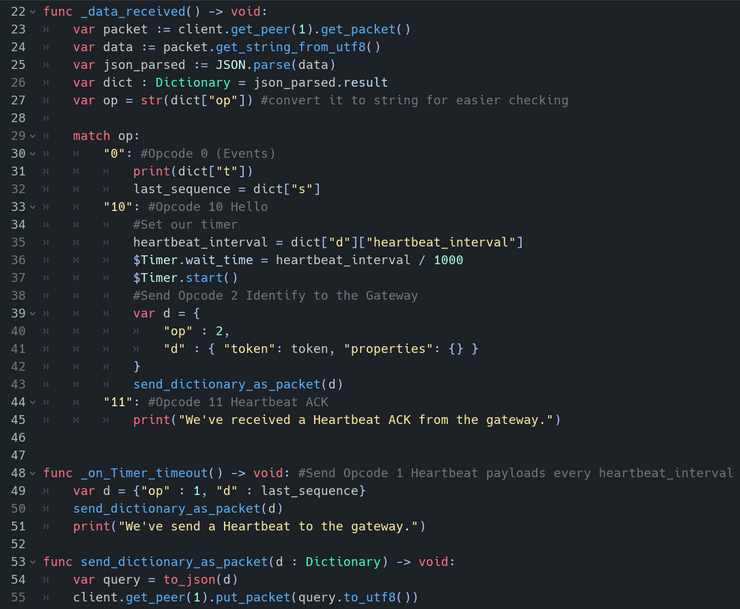 22 func _data_received() -> void:
23 var packet := client.get_peer(1).get_packet()
24 var data := packet.get_string_from_utf8()
25 var json_parsed := JSON.parse(data)
26 var dict : Dictionary = json_parsed.result
27 var op = str(dict["op"]) #convert it to string for easier checking
28
29 match op:
30 "0": #Opcode 0 (Events)
31 print(dict["t"])
32 last_sequence = dict["s"]
33 "10": #Opcode 10 Hello
34 #Set our timer
35 heartbeat_interval = dict["d"]["heartbeat_interval"]
36 $Timer.wait_time = heartbeat_interval / 1000
37 $Timer.start()
38 #Send Opcode 2 Identify to the Gateway
39 var d = {
40 "op" : 2,
41 "d" : { "token": token, "properties": {} }
42 }
43 send_dictionary_as_packet(d)
44 "11": #Opcode 11 Heartbeat ACK
45 print("We've received a Heartbeat ACK from the gateway.")
46
47
48 func _on_Timer_timeout() -> void: #Send Opcode 1 Heartbeat payloads every heartbeat_interval
49 var d = {"op" : 1, "d" : last_sequence}
50 send_dictionary_as_packet(d)
51 print("We've send a Heartbeat to the gateway.")
52
53 func send_dictionary_as_packet(d : Dictionary) -> void:
54 var query = to_json(d)
55 client.get_peer(1).put_packet(query.to_utf8())